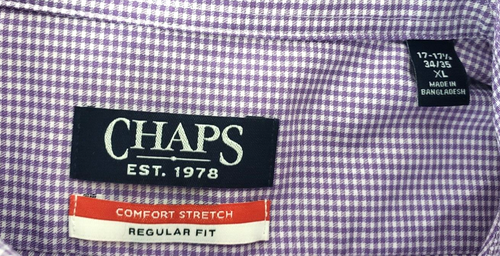 CHAPS
EST. 1978
COMFORT STRETCH
REGULAR FIT
17-17½
34/35
XL
MADE IN
BANGLADESH